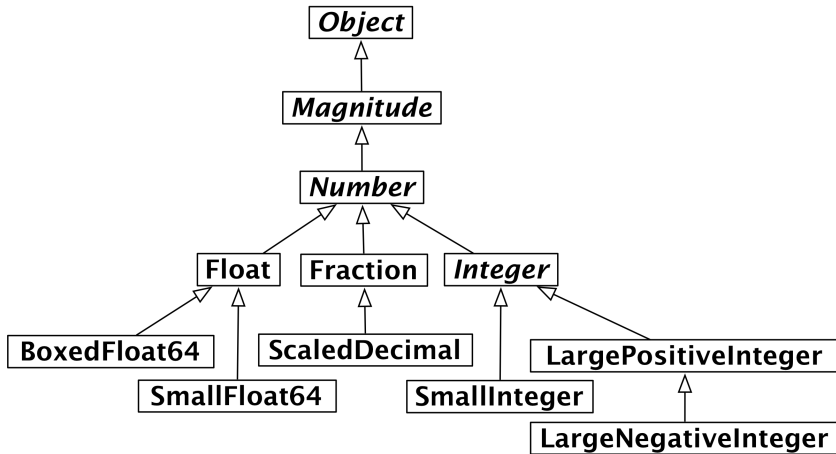 Object
Magnitude
Number
Float
Fraction
Integer
BoxedFloat64
ScaledDecimal
LargePositiveInteger
SmallFloat64
SmallInteger
LargeNegativeInteger